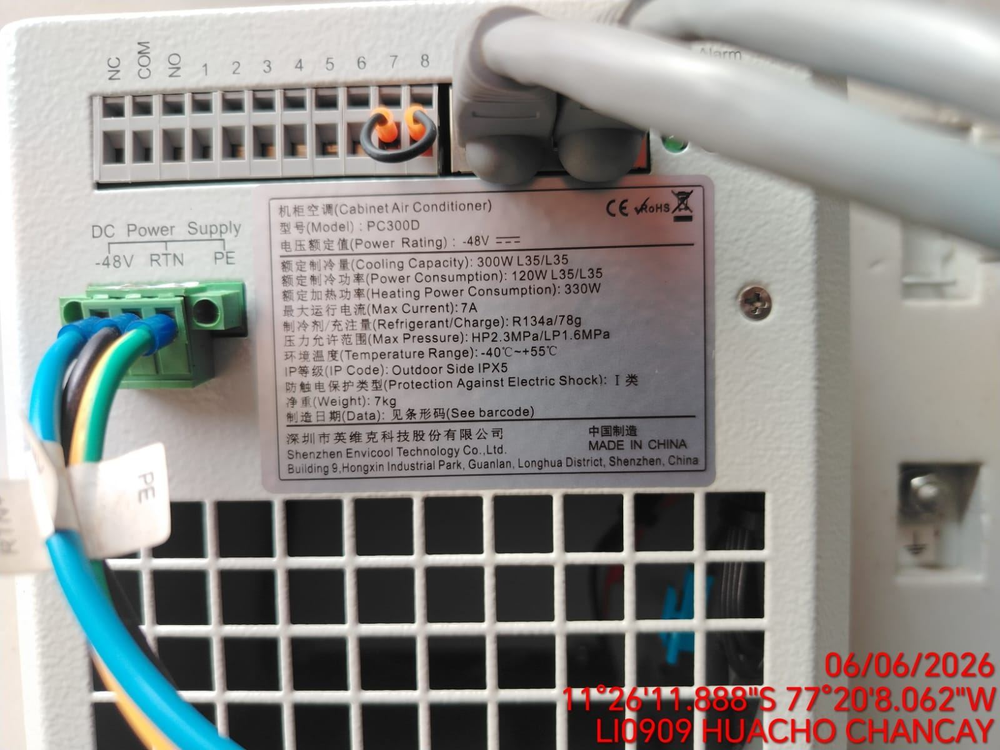 NC COM NO 1 2 3 4 5 6 7 8
Alarm
DC Power Supply
-48V RTN PE
机柜空调(Cabinet Air Conditioner)
CE RoHS
型号(Model) : PC300D
电压额定值(Power Rating) : -48V
额定制冷量(Cooling Capacity): 300W L35/L35
额定制冷功率(Power Consumption): 120W L35/L35
额定加热功率(Heating Power Consumption): 330W
最大运行电流(Max Current): 7A
制冷剂/充注量(Refrigerant/Charge): R134a/78g
压力允许范围(Max Pressure): HP2.3MPa/LP1.6MPa
环境温度(Temperature Range): -40℃~+55℃
IP等级(IP Code): Outdoor Side IPX5
防触电保护类型(Protection Against Electric Shock): I 类
净重(Weight): 7kg
制造日期(Data): 见条形码(See barcode)
深圳市英维克科技股份有限公司
中国制造
Shenzhen Envicool Technology Co.,Ltd.
MADE IN CHINA
Building 9,Hongxin Industrial Park, Guanlan, Longhua District, Shenzhen, China
PE
06/06/2026
11°26'11.888"S 77°20'8.062"W
LI0909 HUACHO CHANCAY